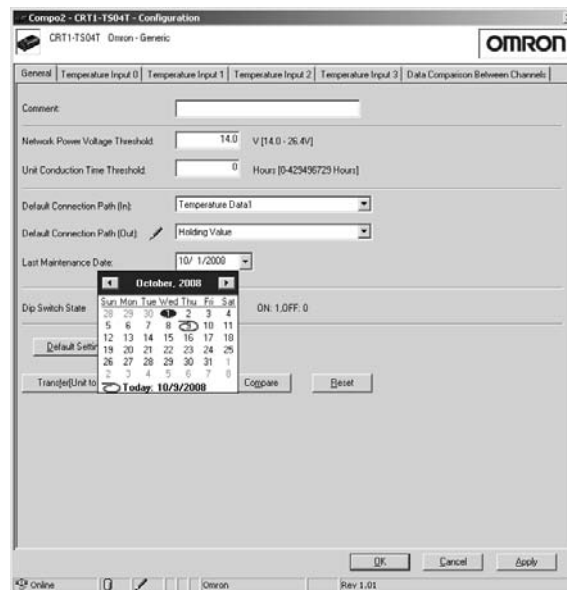 Compo2 - CRT1-TS04T - Configuration
CRT1-TS04T Omron - Generic
OMRON
General Temperature Input 0 Temperature Input 1 Temperature Input 2 Temperature Input 3 Data Comparison Between Channels
Comment:
Network Power Voltage Threshold: 14.0 V [14.0 - 26.4V]
Unit Conduction Time Threshold: 0 Hours [0-429496729 Hours]
Default Connection Path (In): Temperature Data1
Default Connection Path (Out): Holding Value
Last Maintenance Date: 10/ 1/2008
October, 2008
Sun Mon Tue Wed Thu Fri Sat
Dip Switch State ON: 1,OFF: 0
28 29 30 1 2 3 4
5 6 7 8 9 10 11
12 13 14 15 16 17 18
Default Settin 19 20 21 22 23 24 25
26 27 28 29 30 31 1
2 3 4 5 6 7 8
Transfer[Unit to Today: 10/9/2008 Compare Reset
OK Cancel Apply
Online Omron Rev 1.01